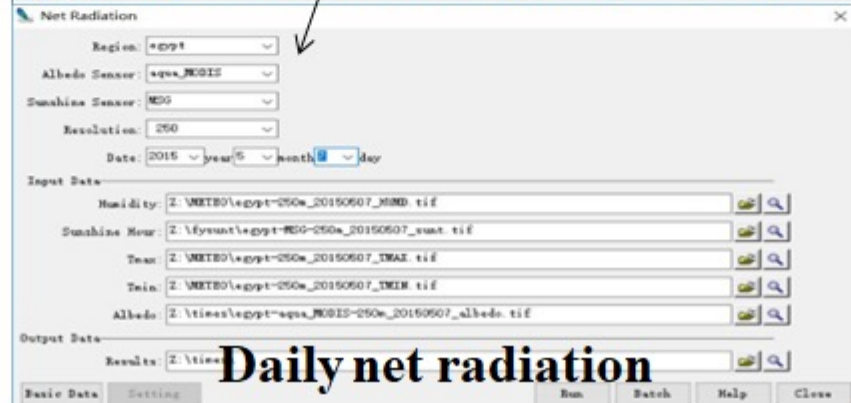 Net Radiation
Region: egypt
Albedo Sensor: aqua_MODIS
Sunshine Sensor: MSG
Resolution: 250
Date: 2015 year 5 month 7 day
Input Data
Humidity: Z:\METEO\egypt-250m_20150507_HUMD.tif
Sunshine Hour: Z:\fysunt\egypt-MSG-250m_20150507_sunt.tif
Tmax: Z:\METEO\egypt-250m_20150507_TMAX.tif
Tmin: Z:\METEO\egypt-250m_20150507_TMIN.tif
Albedo: Z:\times\egypt-aqua_MODIS-250m_20150507_albedo.tif
Output Data
Results: Z:\times
Daily net radiation
Basic Data Setting Run Batch Help Close